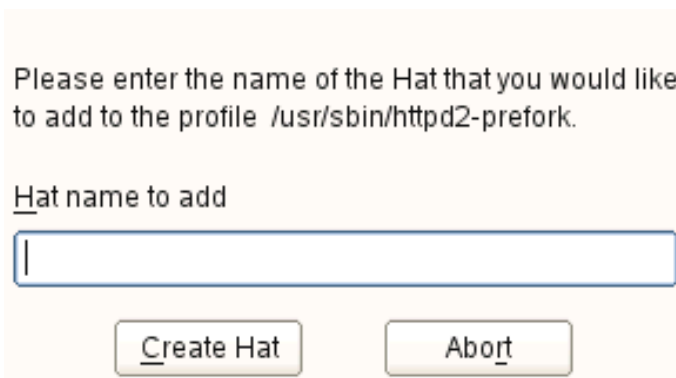 Please enter the name of the Hat that you would like
to add to the profile /usr/sbin/httpd2-prefork.
Hat name to add
Create Hat
Abort